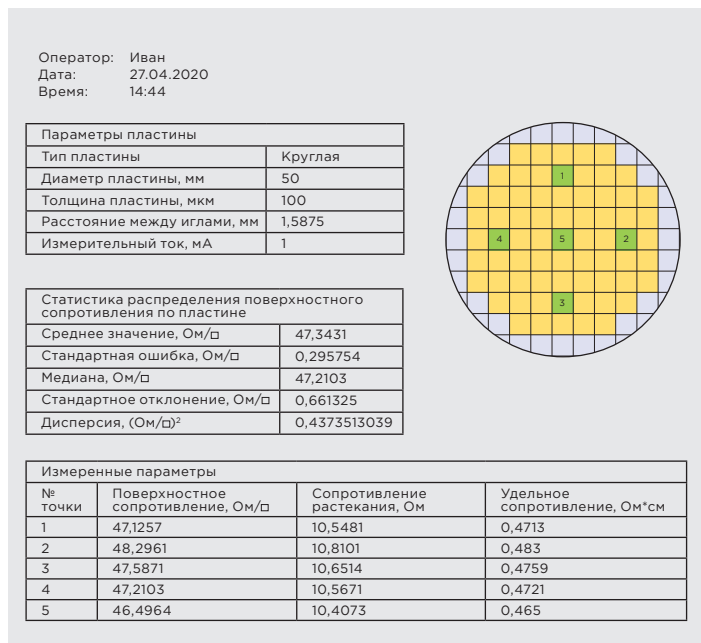 Оператор: Иван
Дата: 27.04.2020
Время: 14:44
Параметры пластины
Тип пластины Круглая
Диаметр пластины, мм 50
Толщина пластины, мкм 100
Расстояние между иглами, мм 1,5875
Измерительный ток, мА 1
1
4 5 2
3
Статистика распределения поверхностного
сопротивления по пластине
Среднее значение, Ом/□ 47,3431
Стандартная ошибка, Ом/□ 0,295754
Медиана, Ом/□ 47,2103
Стандартное отклонение, Ом/□ 0,661325
Дисперсия, (Ом/□)² 0,4373513039
Измеренные параметры
№ Поверхностное Сопротивление Удельное
точки сопротивление, Ом/□ растекания, Ом сопротивление, Ом*см
1 47,1257 10,5481 0,4713
2 48,2961 10,8101 0,483
3 47,5871 10,6514 0,4759
4 47,2103 10,5671 0,4721
5 46,4964 10,4073 0,465